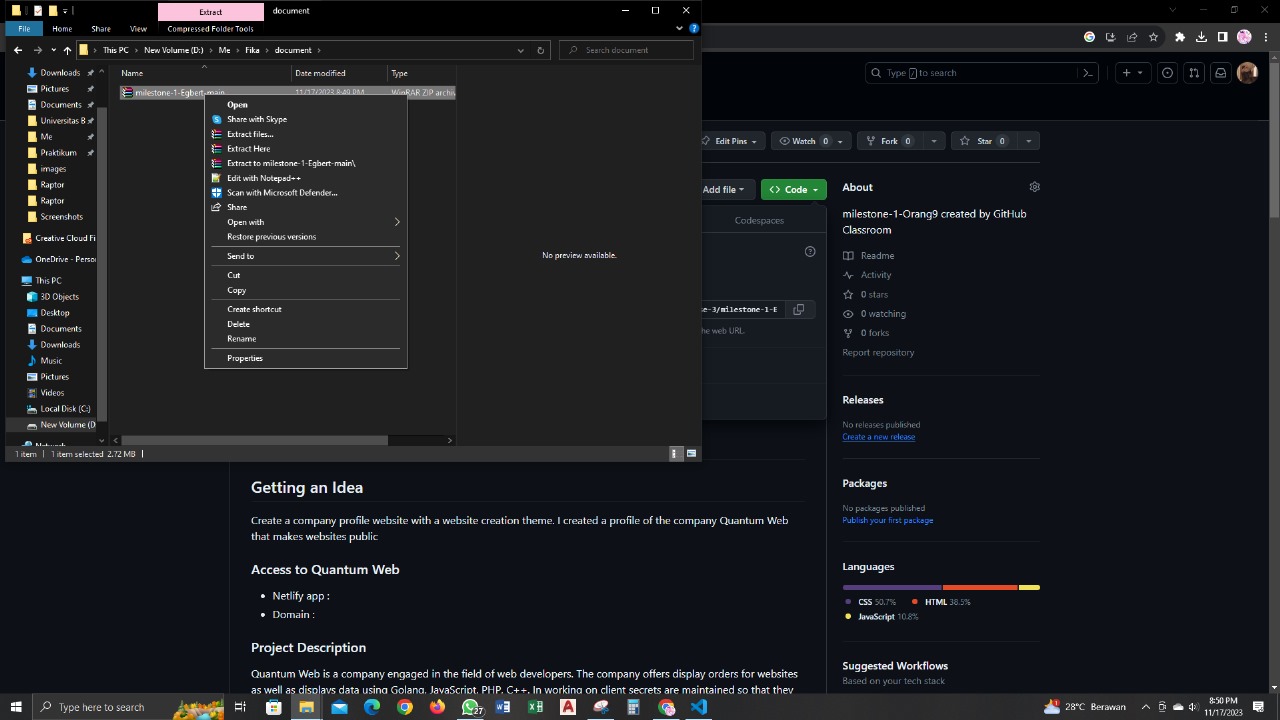 Extract
document
File
Home
Share
View
Compressed Folder Tools
This PC > New Volume (D:) > Me > Fika > document >
Search document
Name
Date modified
Type
milestone-1-Egbert-main
11/17/2023 8:49 PM
WinRAR ZIP archiv
Downloads
Pictures
Documents
Universitas B
Me
Praktikum
images
Raptor
Raptor
Screenshots
Creative Cloud Fi
OneDrive - Perso
This PC
3D Objects
Desktop
Documents
Downloads
Music
Pictures
Videos
Local Disk (C:)
New Volume (D
Network
Open
Share with Skype
Extract files...
Extract Here
Extract to milestone-1-Egbert-main\
Edit with Notepad++
Scan with Microsoft Defender...
Share
Open with
Restore previous versions
Send to
Cut
Copy
Create shortcut
Delete
Rename
Properties
No preview available.
1 item
1 item selected 2.72 MB
Type / to search
Edit Pins
Watch 0
Fork 0
Star 0
Add file
<> Code
Codespaces
se-3/milestone-1-E
he web URL.
About
milestone-1-Orang9 created by GitHub
Classroom
Readme
Activity
0 stars
0 watching
0 forks
Report repository
Releases
No releases published
Create a new release
Packages
No packages published
Publish your first package
Languages
CSS 50.7%
HTML 38.5%
JavaScript 10.8%
Suggested Workflows
Based on your tech stack
Getting an Idea
Create a company profile website with a website creation theme. I created a profile of the company Quantum Web
that makes websites public
Access to Quantum Web
Netlify app :
Domain :
Project Description
Quantum Web is a company engaged in the field of web developers. The company offers display orders for websites
as well as displays data using Golang, JavaScript, PHP, C++. In working on client secrets are maintained so that they
Type here to search
27
28°C Berawan
8:50 PM
11/17/2023